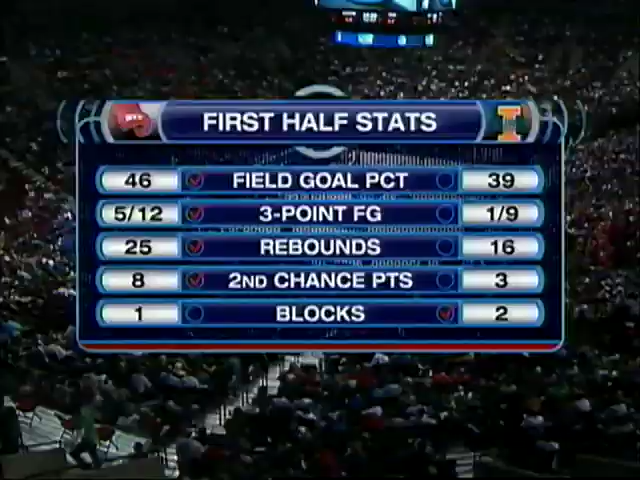 FIRST HALF STATS
I
46 FIELD GOAL PCT 39
5/12 3-POINT FG 1/9
25 REBOUNDS 16
8 2ND CHANCE PTS 3
1 BLOCKS 2